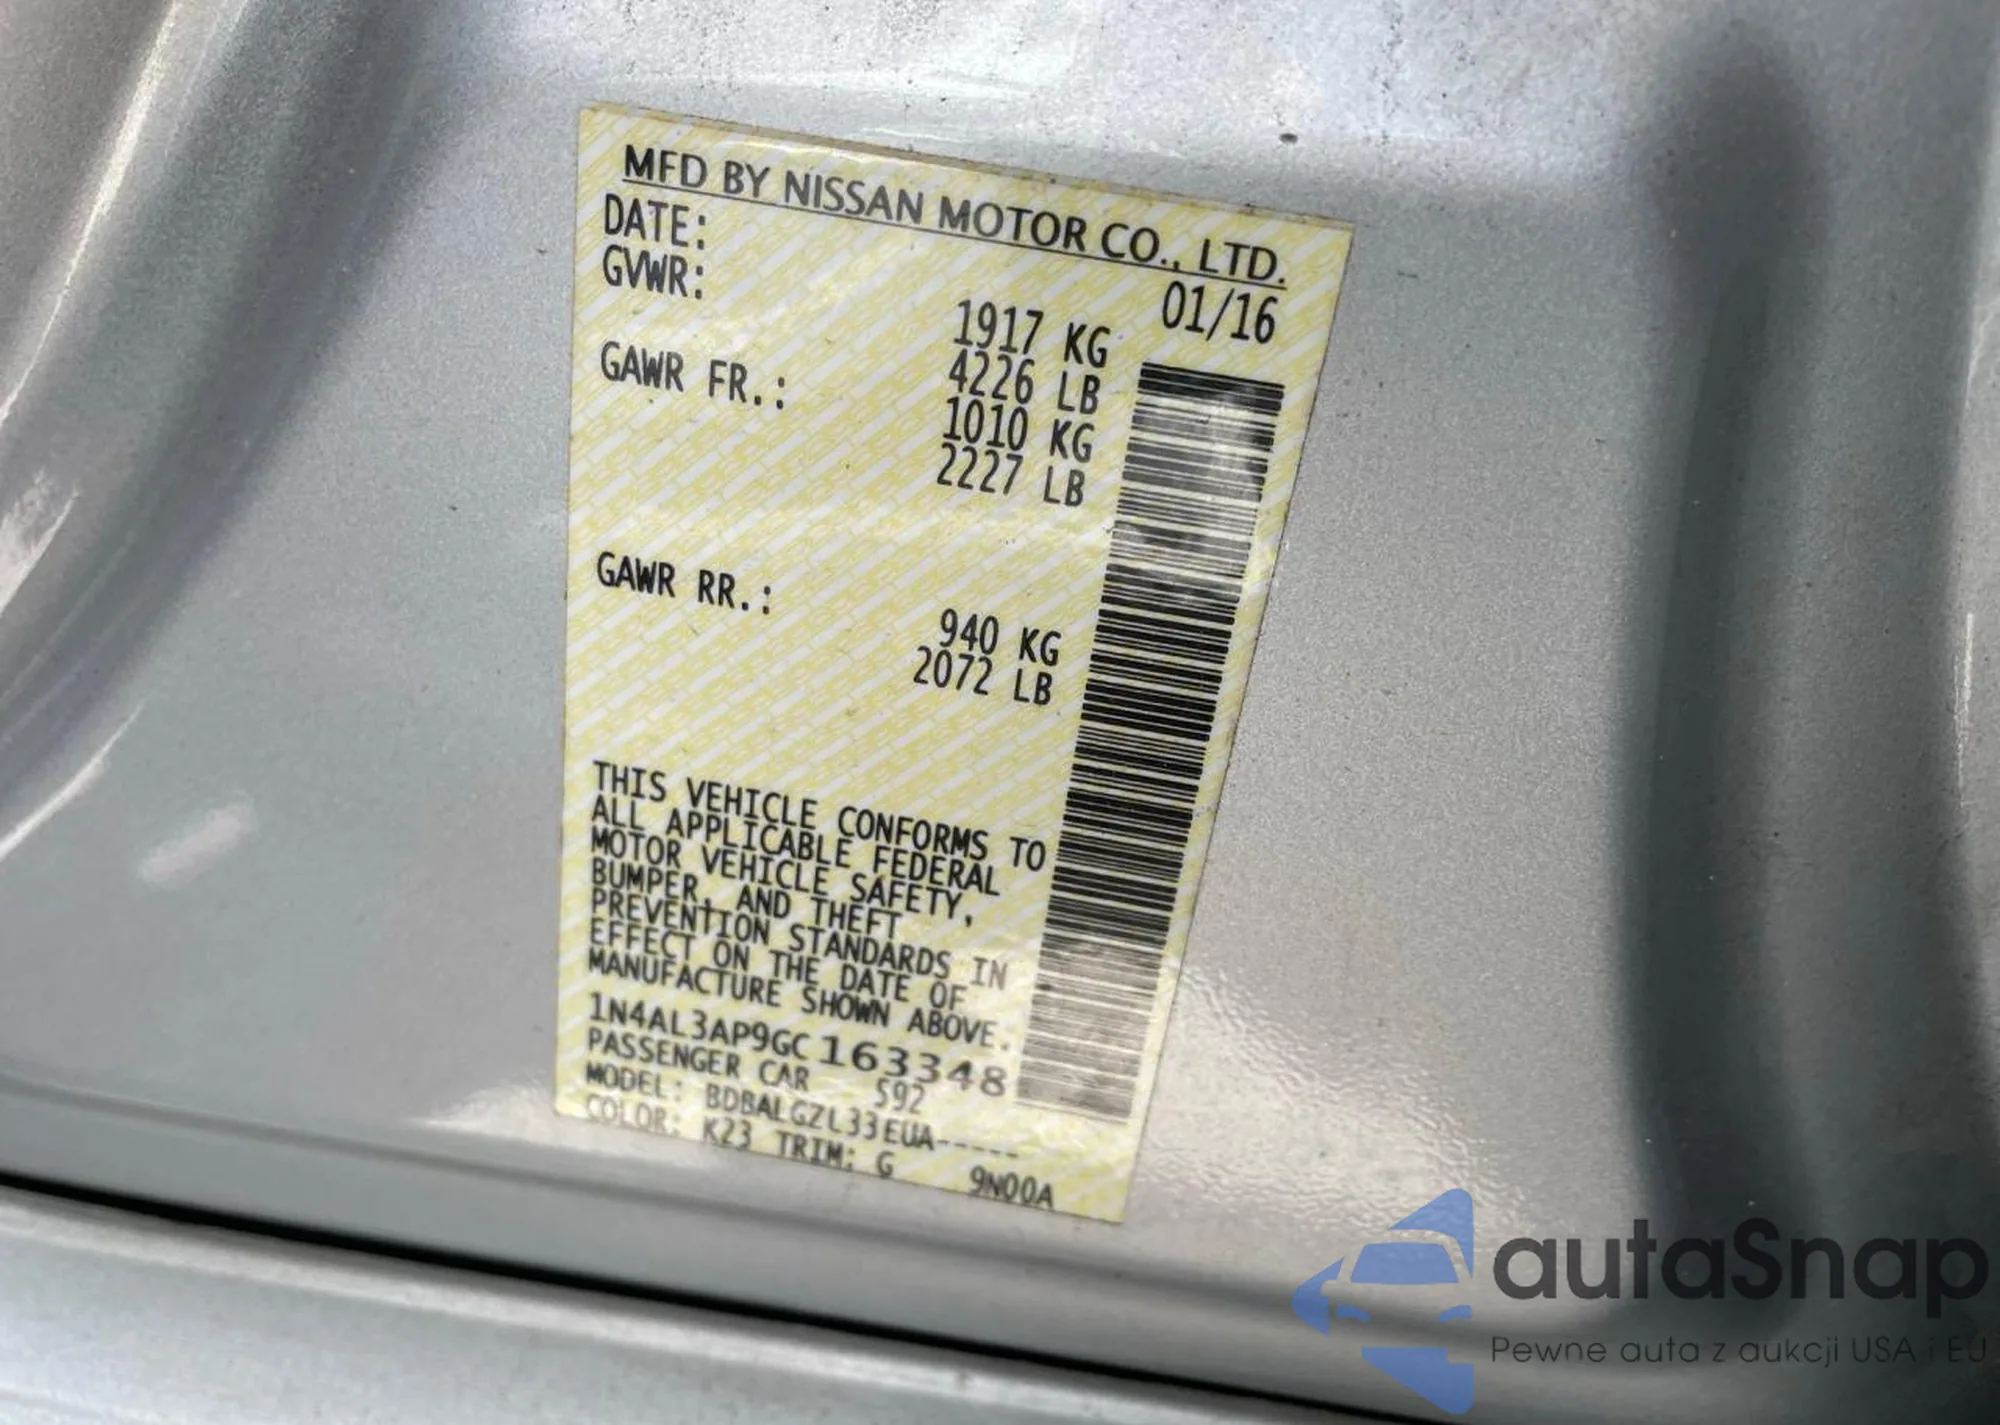 MFD BY NISSAN MOTOR CO., LTD.
DATE: 01/16
GVWR: 1917 KG
4226 LB
GAWR FR.: 1010 KG
2227 LB
GAWR RR.: 940 KG
2072 LB
THIS VEHICLE CONFORMS TO
ALL APPLICABLE FEDERAL
MOTOR VEHICLE SAFETY,
BUMPER, AND THEFT
PREVENTION STANDARDS IN
EFFECT ON THE DATE OF
MANUFACTURE SHOWN ABOVE.
1N4AL3AP9GC163348
PASSENGER CAR 592
MODEL: BDBALGZL33EUA------
COLOR: K23 TRIM: G 9N00A
autaSnap
Pewne auta z aukcji USA i EU